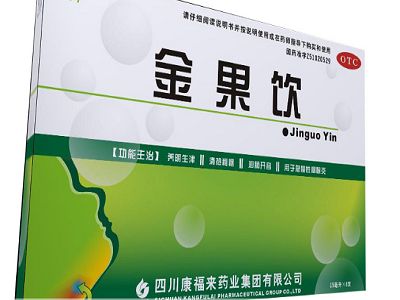 请仔细阅读说明书并按说明使用或在药师指导下购买和使用
国药准字Z51020529
OTC
金果饮
Jinguo Yin
【功能主治】 养阴生津 清热利咽 润肺开音 用于急慢性咽喉炎
四川康福来药业集团有限公司
SICHUAN KANGFULAI PHARMACEUTICAL GROUP CO.,LTD